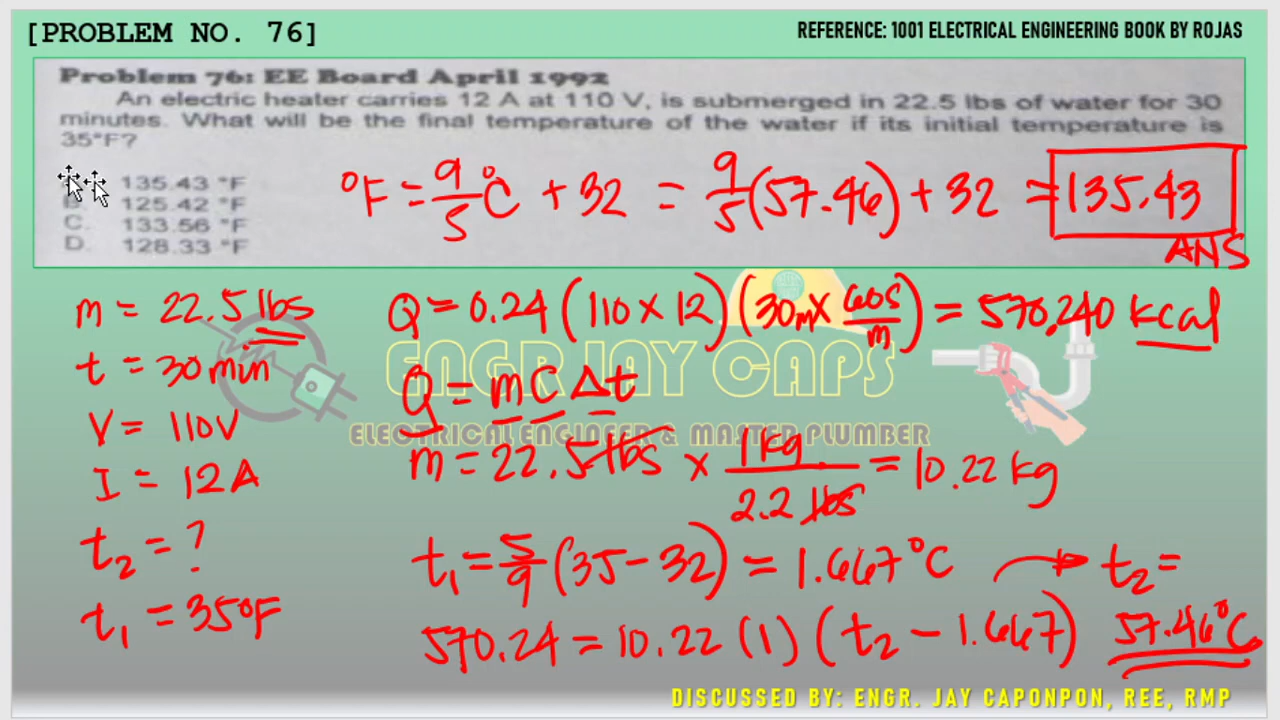 [PROBLEM NO. 76]
REFERENCE: 1001 ELECTRICAL ENGINEERING BOOK BY ROJAS
Problem 76: EE Board April 1992
An electric heater carries 12 A at 110 V, is submerged in 22.5 lbs of water for 30
minutes. What will be the final temperature of the water if its initial temperature is
35°F?
135.43 °F
B. 125.42 °F
C. 133.56 °F
D. 128.33 °F
°F = 9/5 °C + 32 = 9/5 (57.46) + 32 = 135.43
ANS
m = 22.5 lbs
t = 30 min
V = 110V
I = 12A
t₂ = ?
t₁ = 35°F
Q = 0.24 (110 x 12) (30m x 60s/m) = 570.240 kcal
Q = m C Δt
m = 22.5 lbs x 1 kg / 2.2 lbs = 10.22 kg
t₁ = 5/9 (35 - 32) = 1.667°C → t₂ =
570.24 = 10.22 (1) (t₂ - 1.667) 57.46°C
ENGR JAY CAPS
ELECTRICAL ENGINEER & MASTER PLUMBER
DISCUSSED BY: ENGR. JAY CAPONPON, REE, RMP